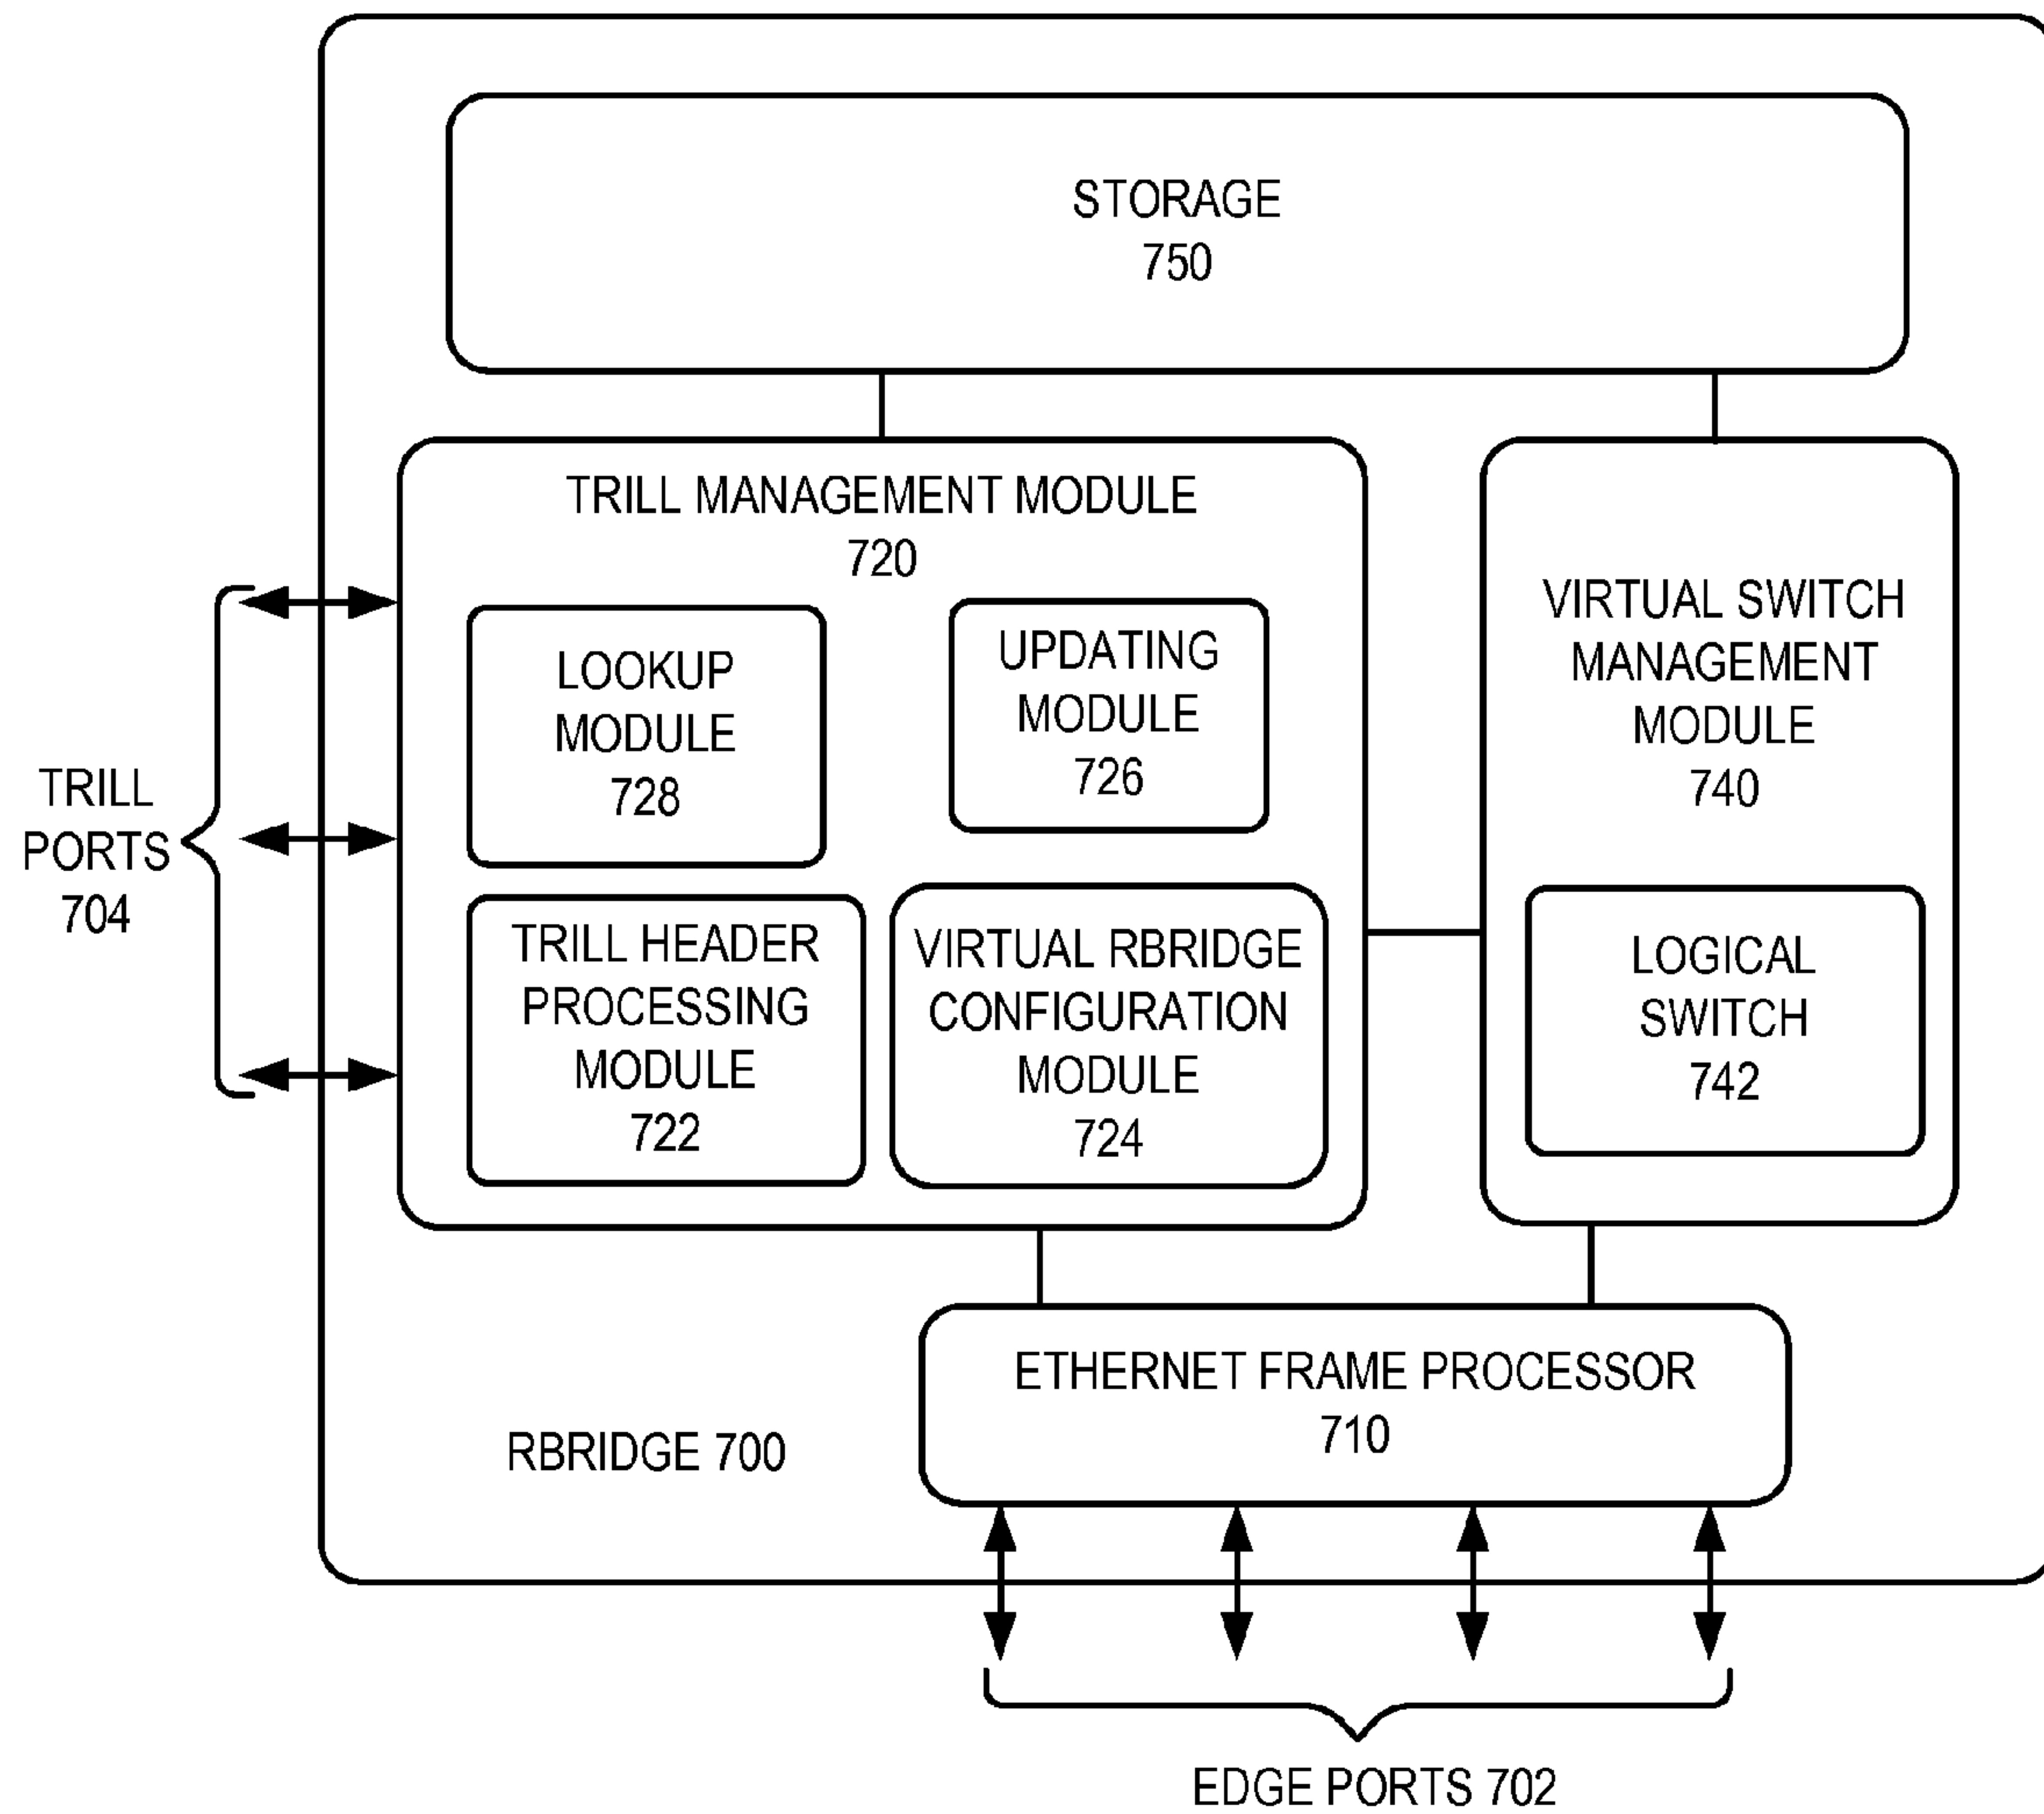 STORAGE
750
TRILL MANAGEMENT MODULE
720
LOOKUP
MODULE
728
UPDATING
MODULE
726
TRILL HEADER
PROCESSING
MODULE
722
VIRTUAL RBRIDGE
CONFIGURATION
MODULE
724
VIRTUAL SWITCH
MANAGEMENT
MODULE
740
LOGICAL
SWITCH
742
TRILL
PORTS
704
ETHERNET FRAME PROCESSOR
710
RBRIDGE 700
EDGE PORTS 702